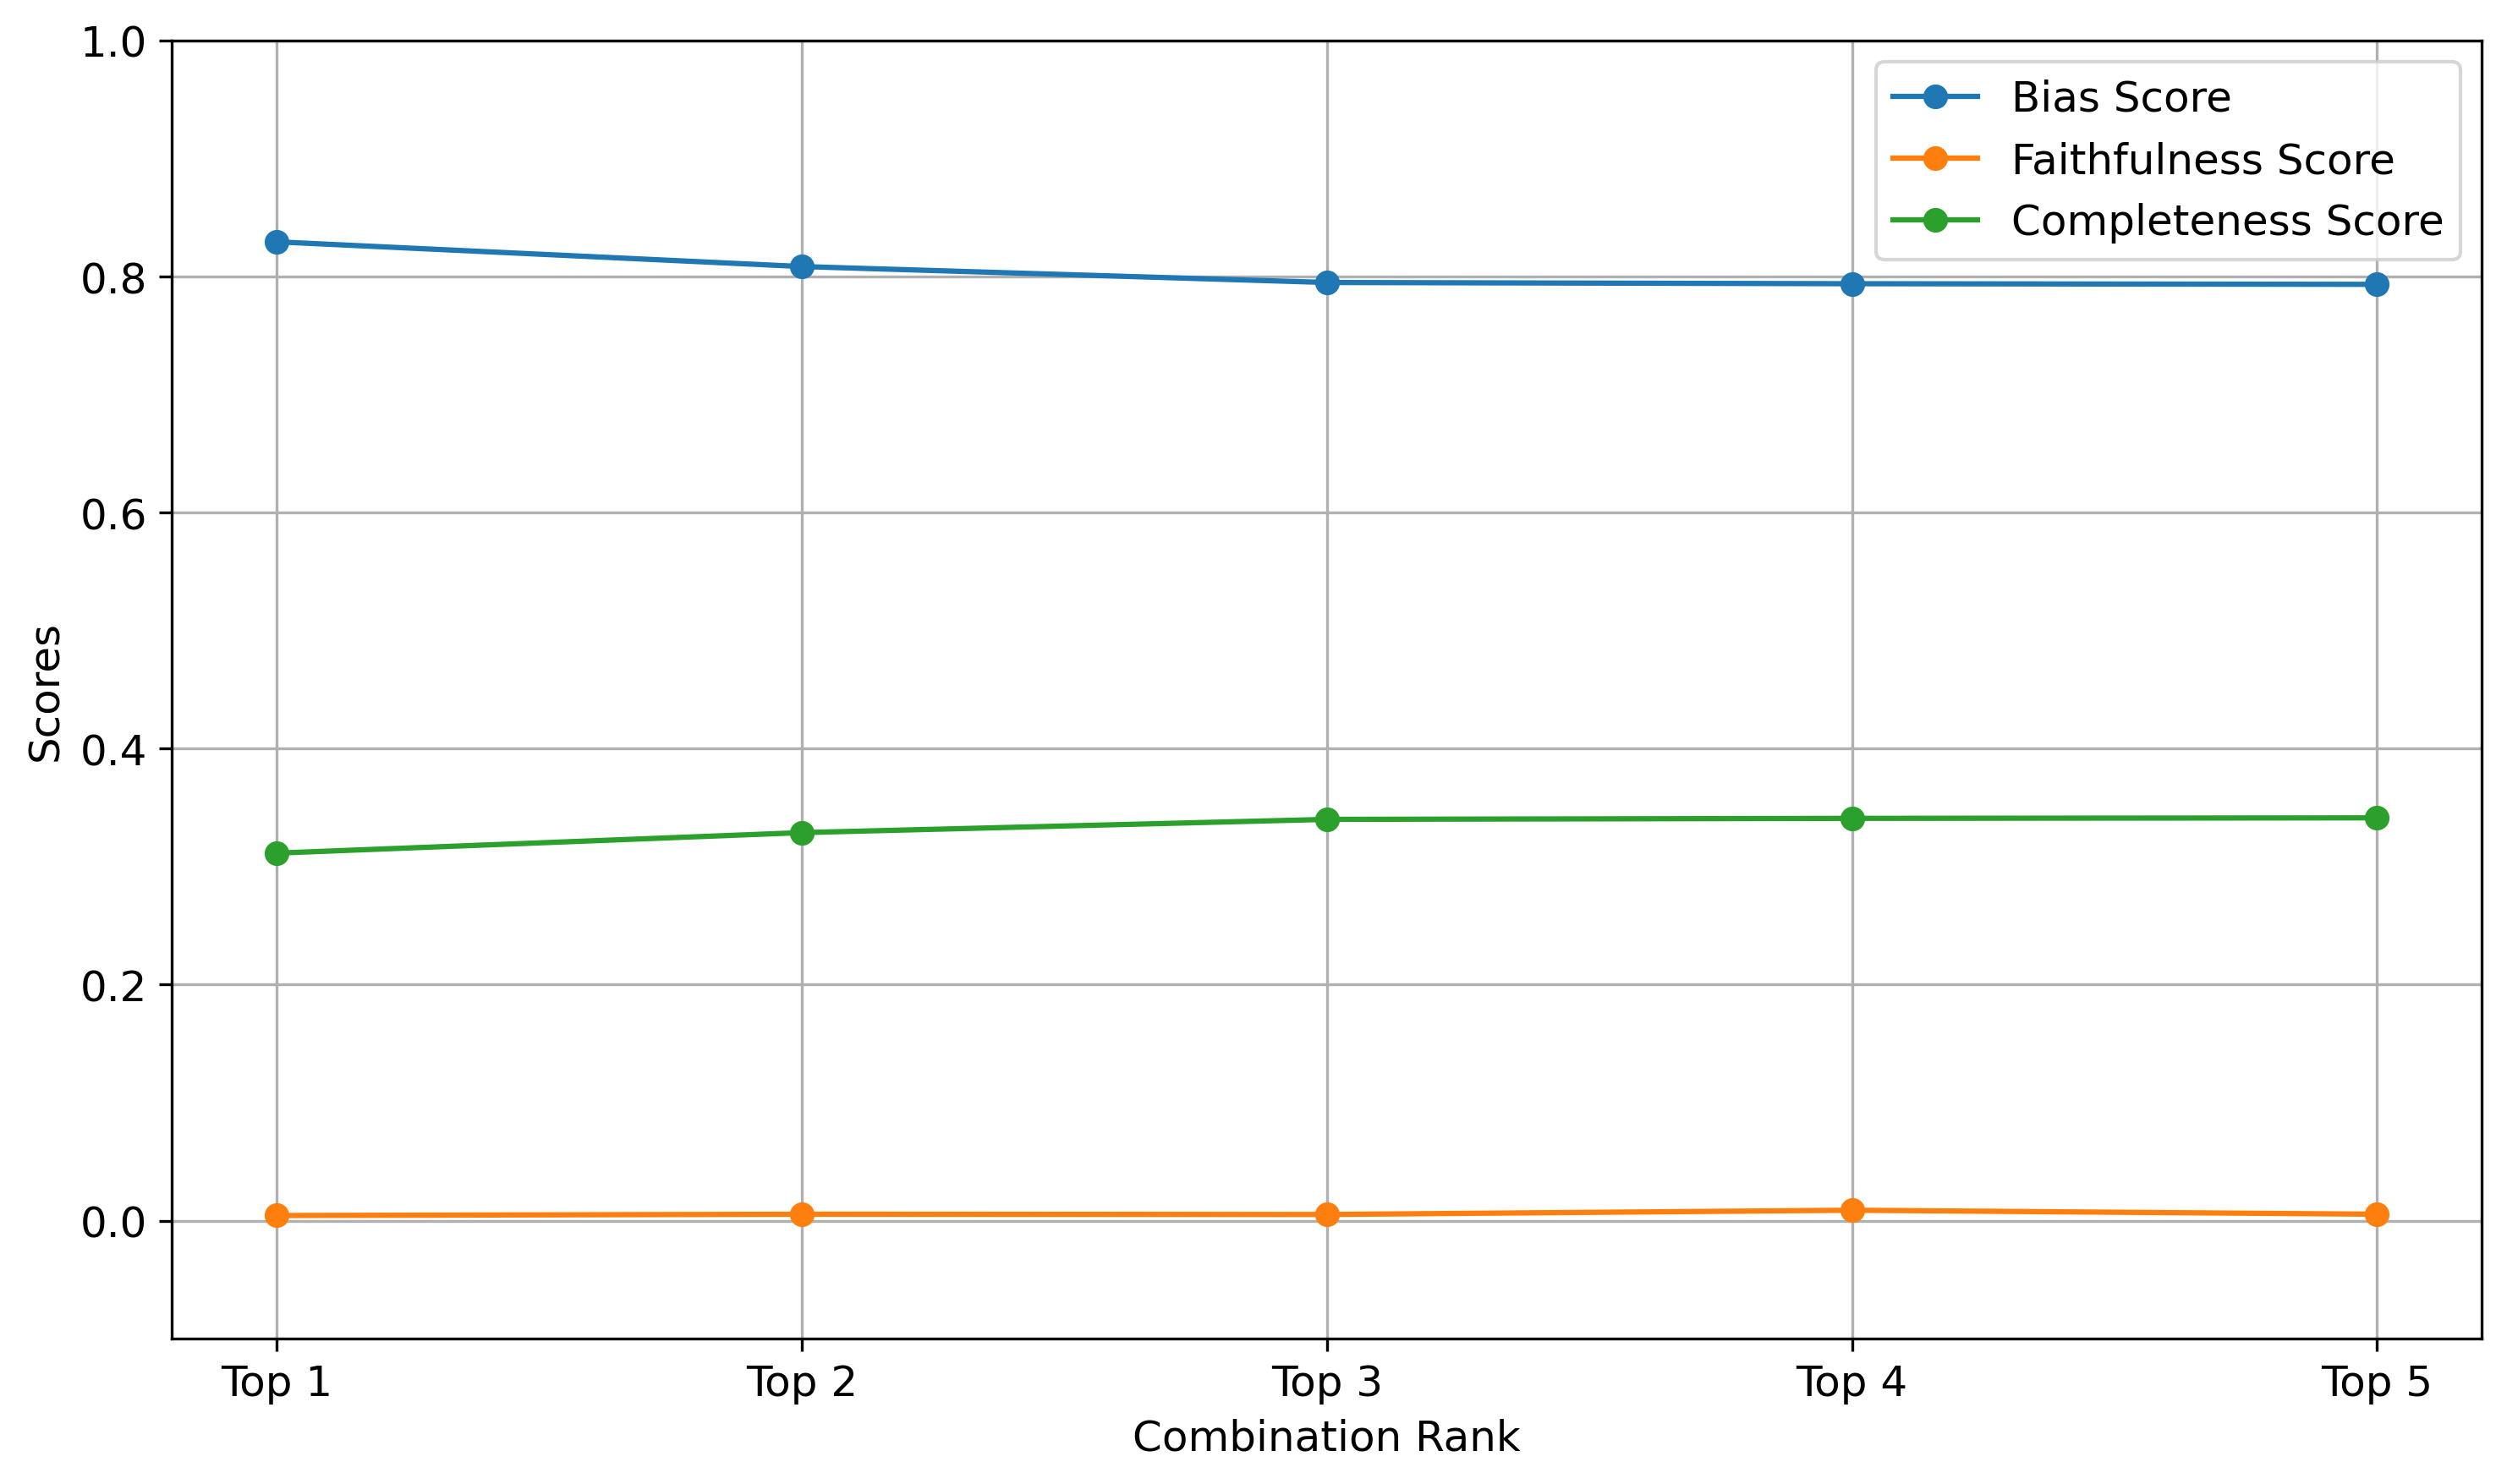 1.0
0.8
0.6
0.4
0.2
0.0
Scores
Bias Score
Faithfulness Score
Completeness Score
Top 1 Top 2 Top 3 Top 4 Top 5
Combination Rank